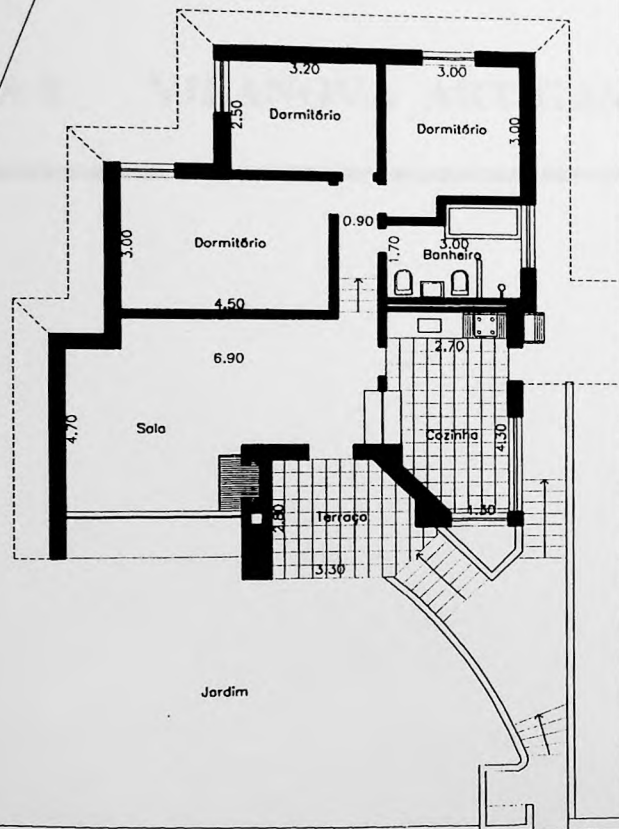 3.20
3.00
2.50
Dormitório
Dormitório
3.00
0.90
3.00
Dormitório
1.70
3.00
Banheiro
4.50
6.90
2.70
4.70
Sala
Cozinha
4.30
2.80
Terraço
1.30
3.30
Jardim